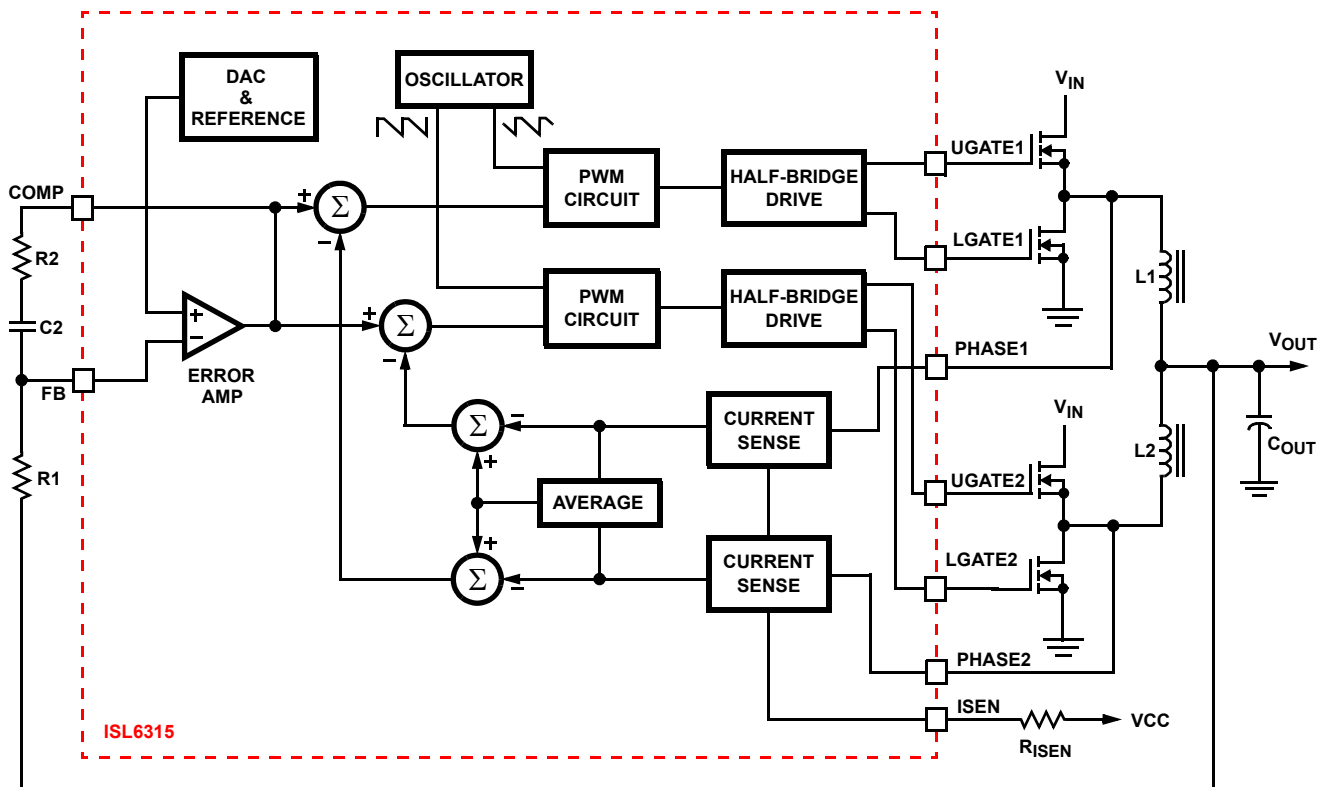 DAC
&
REFERENCE
OSCILLATOR
VIN
COMP
+
Σ
−
PWM
CIRCUIT
HALF-BRIDGE
DRIVE
UGATE1
LGATE1
R2
C2
FB
R1
+
−
ERROR
AMP
+
Σ
−
PWM
CIRCUIT
HALF-BRIDGE
DRIVE
L1
PHASE1
VOUT
COUT
Σ
−
+
CURRENT
SENSE
VIN
L2
UGATE2
AVERAGE
+
Σ
−
CURRENT
SENSE
LGATE2
PHASE2
ISEN
RISEN
VCC
ISL6315